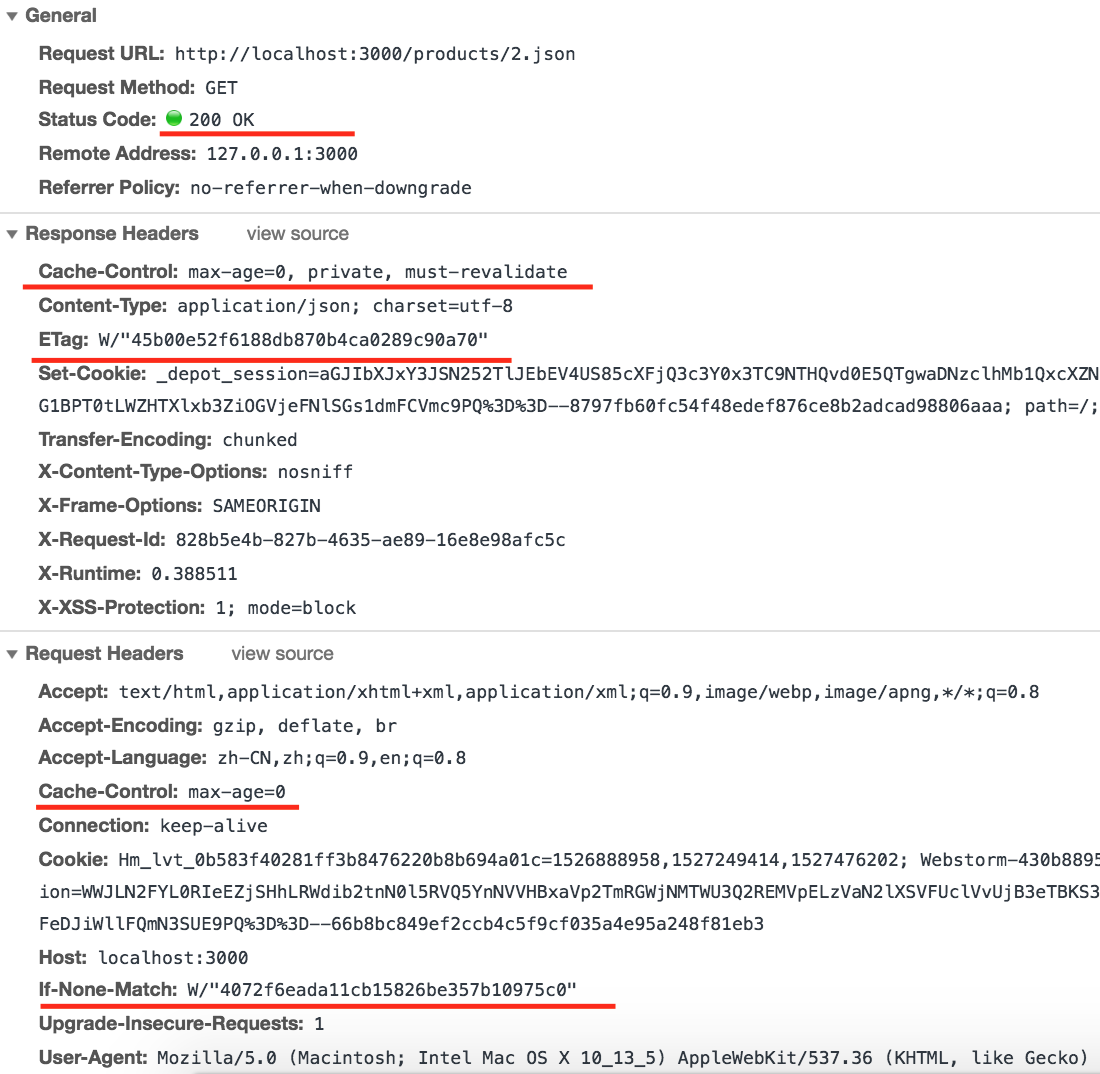 General
Request URL: http://localhost:3000/products/2.json
Request Method: GET
Status Code: 200 OK
Remote Address: 127.0.0.1:3000
Referrer Policy: no-referrer-when-downgrade
Response Headers view source
Cache-Control: max-age=0, private, must-revalidate
Content-Type: application/json; charset=utf-8
ETag: W/"45b00e52f6188db870b4ca0289c90a70"
Set-Cookie: _depot_session=aGJIbXJxY3JSN252TlJEbEV4US85cXFjQ3c3Y0x3TC9NTHQvd0E5QTgwaDNzclhMb1QxcXZN
G1BPT0tLWZHTXlxb3ZiOGVjeFNlSGs1dmFCVmc9PQ%3D%3D--8797fb60fc54f48edef876ce8b2adcad98806aaa; path=/;
Transfer-Encoding: chunked
X-Content-Type-Options: nosniff
X-Frame-Options: SAMEORIGIN
X-Request-Id: 828b5e4b-827b-4635-ae89-16e8e98afc5c
X-Runtime: 0.388511
X-XSS-Protection: 1; mode=block
Request Headers view source
Accept: text/html,application/xhtml+xml,application/xml;q=0.9,image/webp,image/apng,*/*;q=0.8
Accept-Encoding: gzip, deflate, br
Accept-Language: zh-CN,zh;q=0.9,en;q=0.8
Cache-Control: max-age=0
Connection: keep-alive
Cookie: Hm_lvt_0b583f40281ff3b8476220b8b694a01c=1526888958,1527249414,1527476202; Webstorm-430b8895
ion=WWJLN2FYL0RIeEZjSHhLRWdib2tnN0l5RVQ5YnNVVHBxaVp2TmRGWjNMTWU3Q2REMVpELzVaN2lXSVFUclVvUjB3eTBKS3
FeDJiWllFQmN3SUE9PQ%3D%3D--66b8bc849ef2ccb4c5f9cf035a4e95a248f81eb3
Host: localhost:3000
If-None-Match: W/"4072f6eada11cb15826be357b10975c0"
Upgrade-Insecure-Requests: 1
User-Agent: Mozilla/5.0 (Macintosh; Intel Mac OS X 10_13_5) AppleWebKit/537.36 (KHTML, like Gecko)